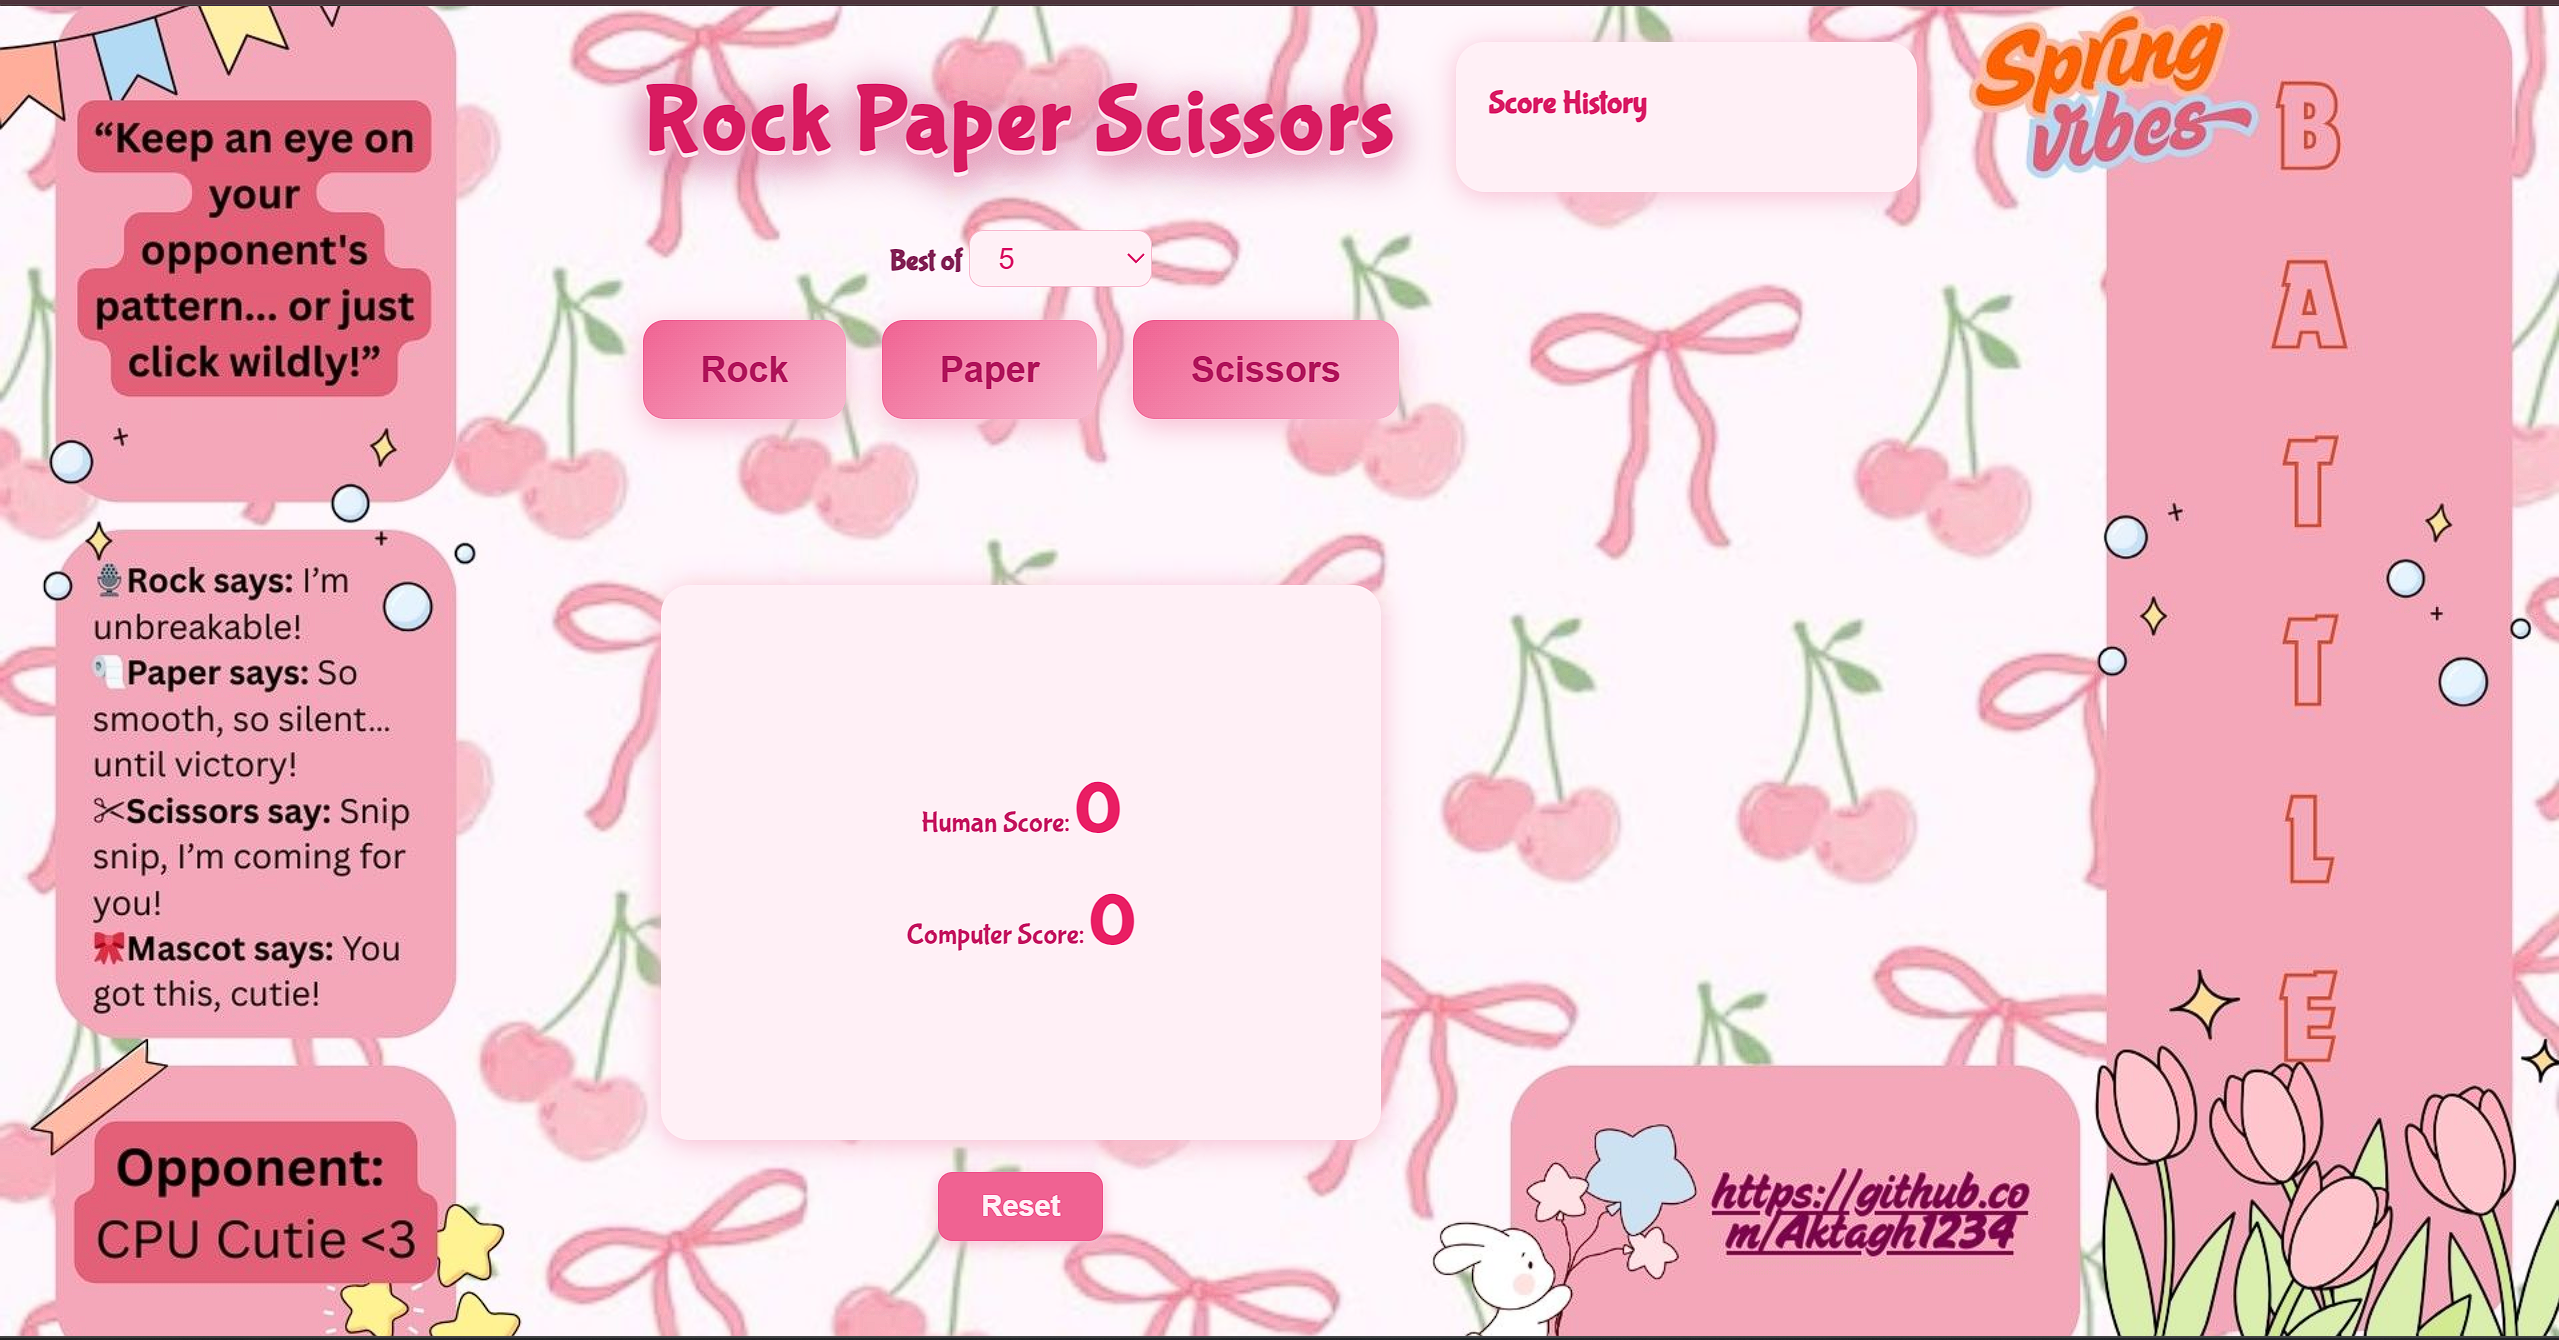 “Keep an eye on
your
opponent's
pattern... or just
click wildly!”
🎙Rock says: I’m
unbreakable!
🧻Paper says: So
smooth, so silent...
until victory!
✂Scissors say: Snip
snip, I’m coming for
you!
🎀Mascot says: You
got this, cutie!
Opponent:
CPU Cutie <3
Rock Paper Scissors
Best of 5
Rock Paper Scissors
Human Score: 0
Computer Score: 0
Reset
Score History
Spring
vibes
B
A
T
T
L
E
https://github.co
m/Aktagh1234